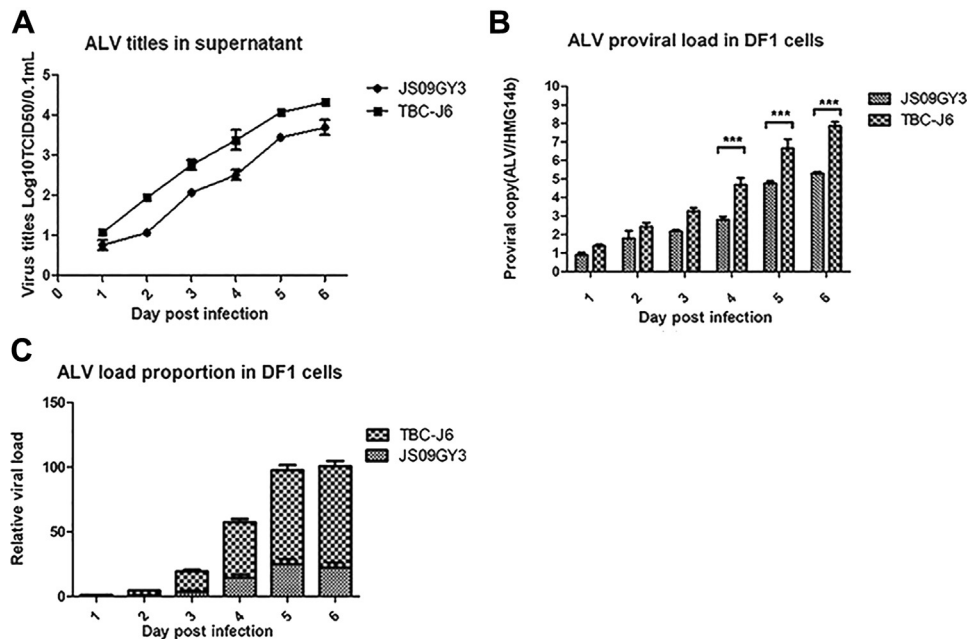 A
ALV titles in supernatant
Virus titles Log10TCID50/0.1mL
5
4
3
2
1
0
0
1
2
3
4
5
6
Day post infection
JS09GY3
TBC-J6
B
ALV proviral load in DF1 cells
Proviral copy(ALV/HMG14b)
10
9
8
7
6
5
4
3
2
1
0
***
***
***
1
2
3
4
5
6
Day post infection
JS09GY3
TBC-J6
C
ALV load proportion in DF1 cells
Relative viral load
150
100
50
0
1
2
3
4
5
6
Day post infection
TBC-J6
JS09GY3